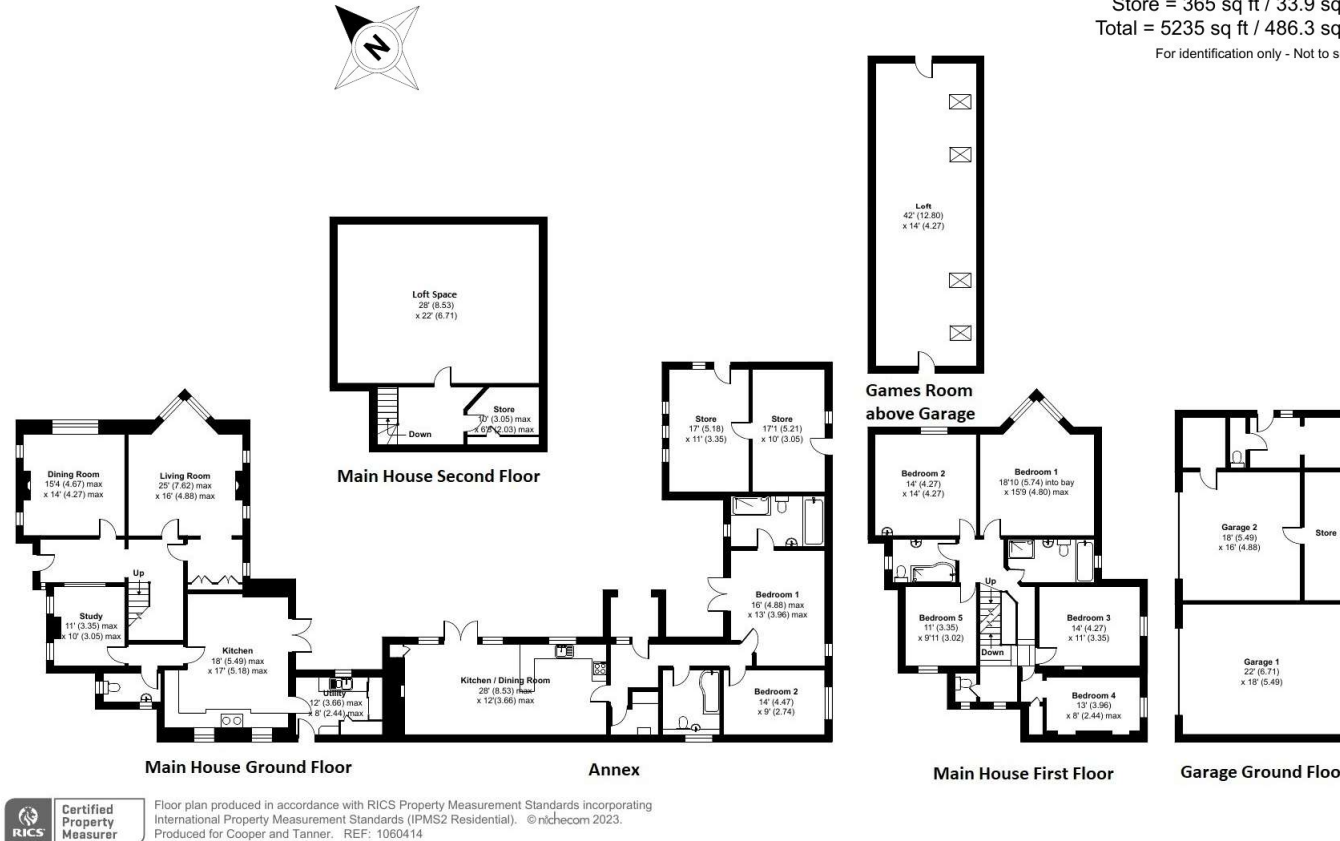 Store = 365 sq ft / 33.9 sq
Total = 5235 sq ft / 486.3 sq
For identification only - Not to s
N
Loft
42' (12.80)
x 14' (4.27)
Games Room
above Garage
Loft Space
28' (8.53)
x 22' (6.71)
Store
10' (3.05) max
x 6'8 (2.03) max
Down
Main House Second Floor
Store
17' (5.18)
x 11' (3.35)
Store
17'1 (5.21)
x 10' (3.05)
Dining Room
15'4 (4.67) max
x 14' (4.27) max
Living Room
25' (7.62) max
x 16' (4.88) max
Up
Study
11' (3.35) max
x 10' (3.05) max
Kitchen
18' (5.49) max
x 17' (5.18) max
Utility
12' (3.66) max
x 8' (2.44) max
Main House Ground Floor
Kitchen / Dining Room
28' (8.53) max
x 12'(3.66) max
Bedroom 1
16' (4.88) max
x 13' (3.96) max
Bedroom 2
14' (4.47)
x 9' (2.74)
Annex
Bedroom 2
14' (4.27)
x 14' (4.27)
Bedroom 1
18'10 (5.74) into bay
x 15'9 (4.80) max
Up
Bedroom 5
11' (3.35)
x 9'11 (3.02)
Down
Bedroom 3
14' (4.27)
x 11' (3.35)
Bedroom 4
13' (3.96)
x 8' (2.44) max
Main House First Floor
Garage 2
18' (5.49)
x 16' (4.88)
Store
Garage 1
22' (6.71)
x 18' (5.49)
Garage Ground Floo
RICS
Certified
Property
Measurer
Floor plan produced in accordance with RICS Property Measurement Standards incorporating
International Property Measurement Standards (IPMS2 Residential). © nichecom 2023.
Produced for Cooper and Tanner. REF: 1060414